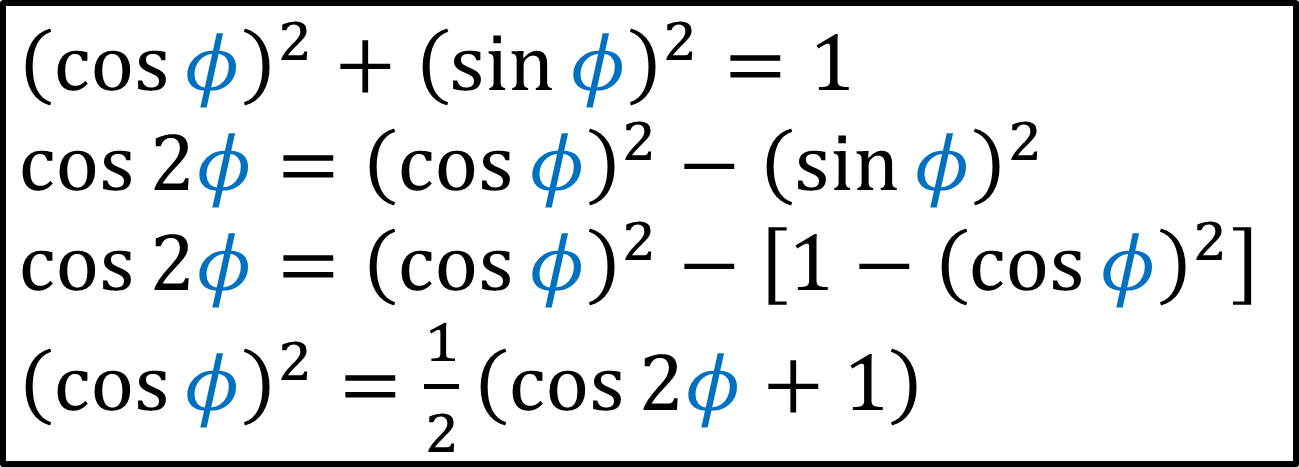 (cos ϕ)² + (sin ϕ)² = 1
cos 2ϕ = (cos ϕ)² − (sin ϕ)²
cos 2ϕ = (cos ϕ)² − [1 − (cos ϕ)²]
(cos ϕ)² = 1/2 (cos 2ϕ + 1)